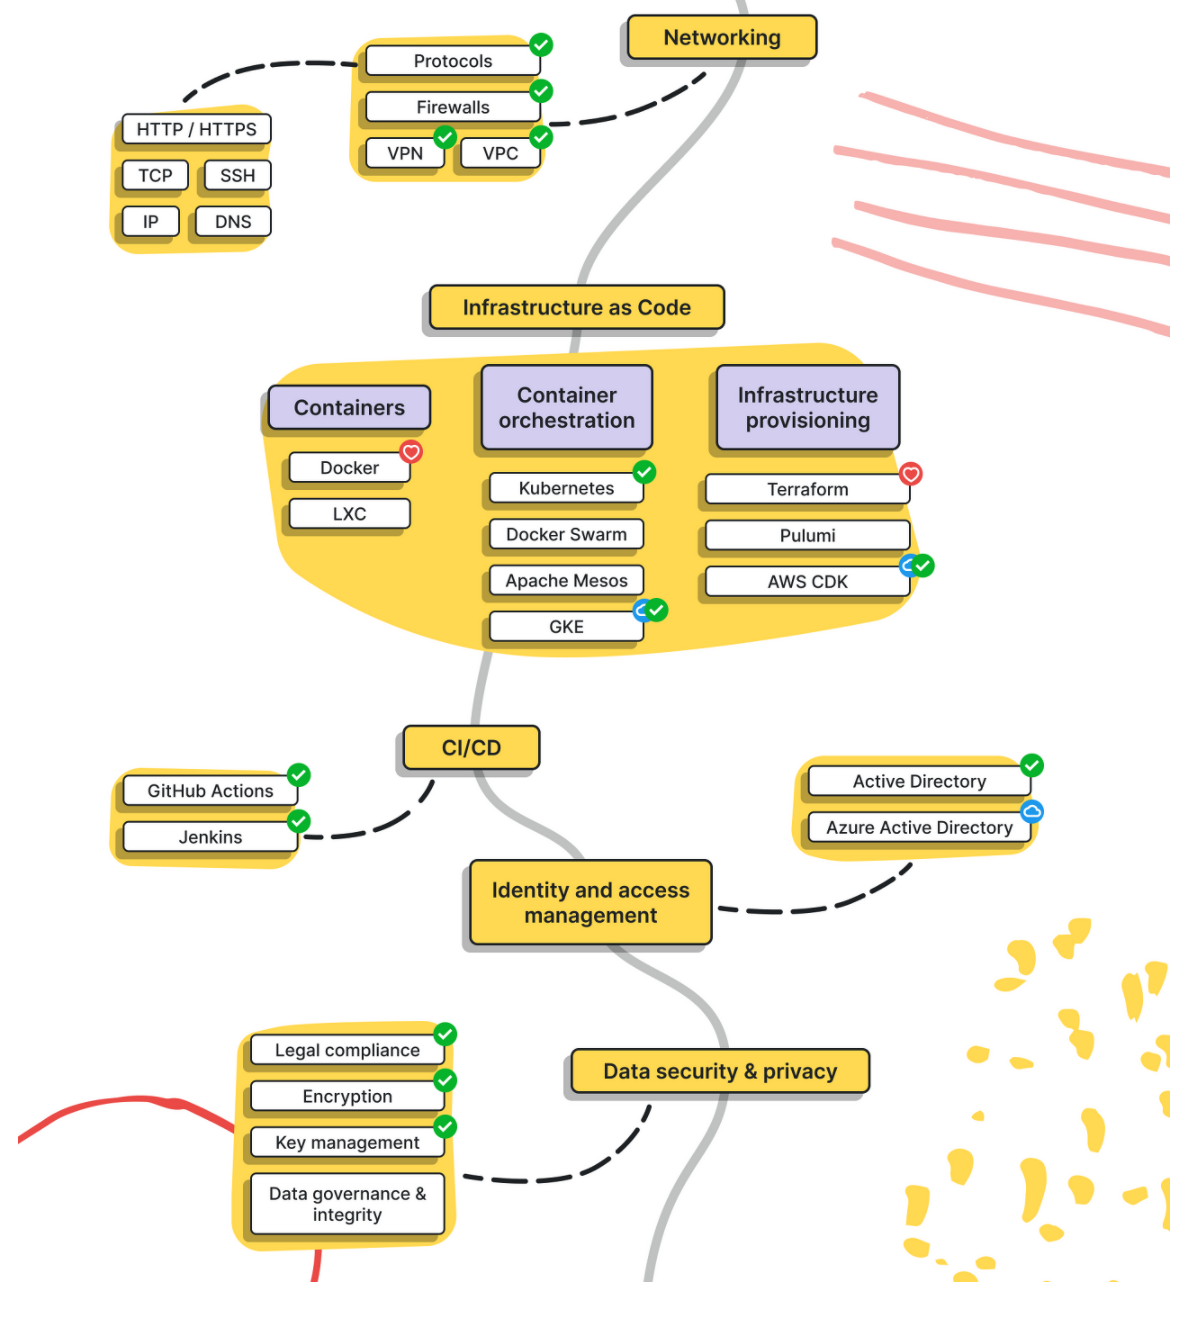 Networking
Protocols
Firewalls
VPN
VPC
HTTP / HTTPS
TCP
SSH
IP
DNS
Infrastructure as Code
Containers
Docker
LXC
Container
orchestration
Kubernetes
Docker Swarm
Apache Mesos
GKE
Infrastructure
provisioning
Terraform
Pulumi
AWS CDK
CI/CD
GitHub Actions
Jenkins
Active Directory
Azure Active Directory
Identity and access
management
Data security & privacy
Legal compliance
Encryption
Key management
Data governance &
integrity